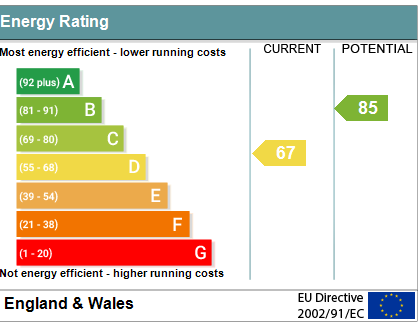 Energy Rating
Most energy efficient - lower running costs
CURRENT
POTENTIAL
(92 plus) A
(81 - 91) B
(69 - 80) C
(55 - 68) D
(39 - 54) E
(21 - 38) F
(1 - 20) G
67
85
Not energy efficient - higher running costs
England & Wales
EU Directive
2002/91/EC